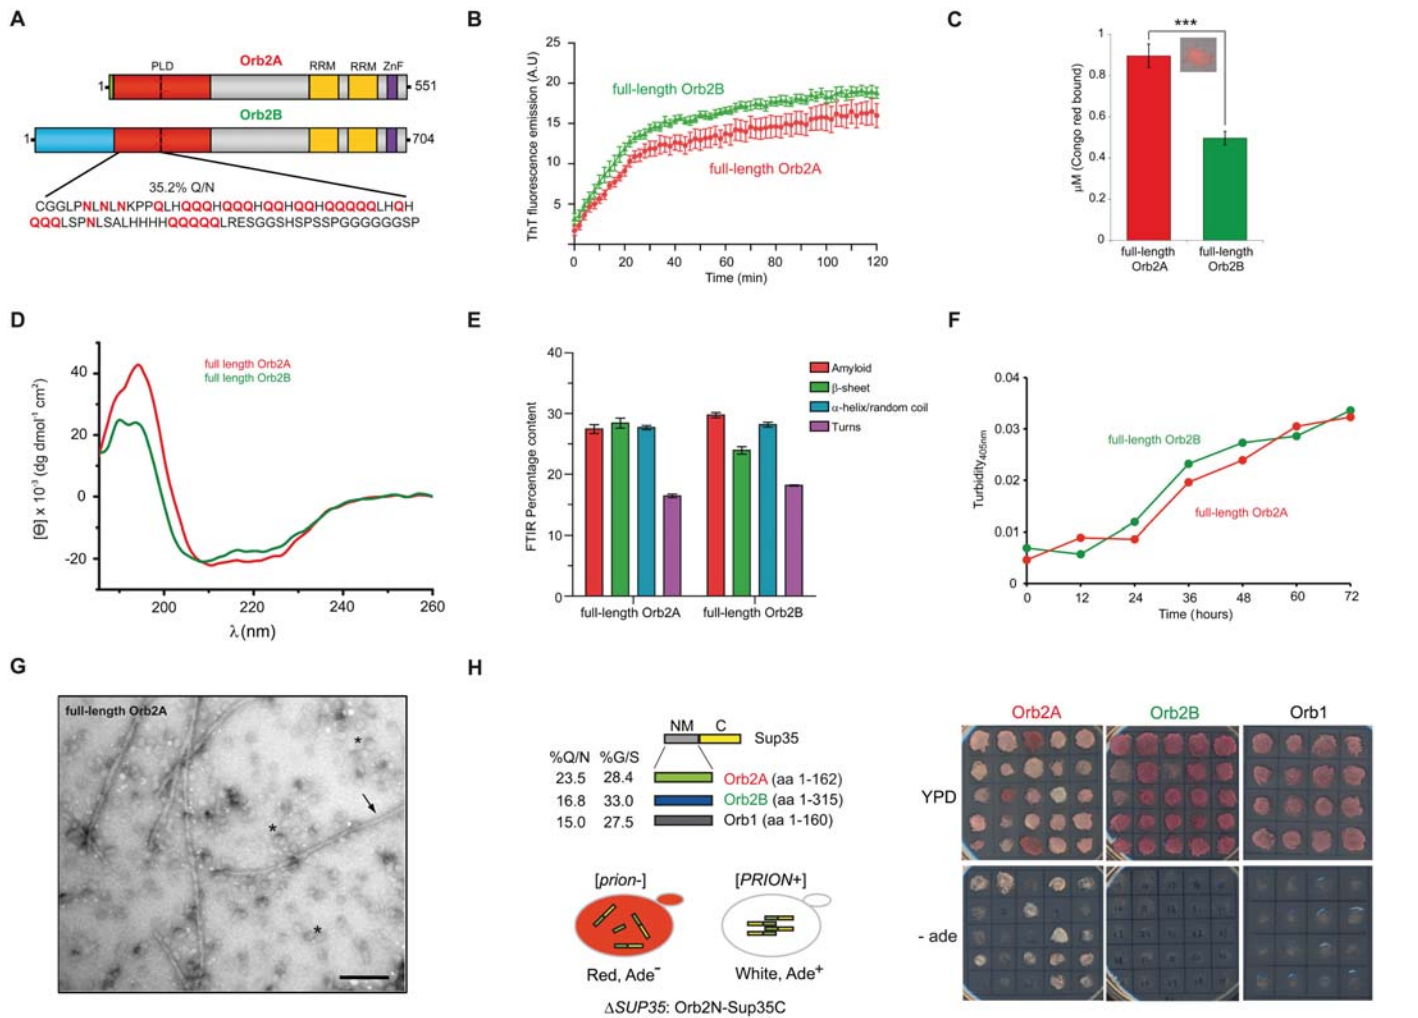 A
Orb2A
PLD
RRM
RRM
ZnF
1
551
Orb2B
1
704
35.2% Q/N
CGGLPNLNLNKPPQLHQQQHQQQHQQHQQHQQQQQLHQH
QQQLSPNLSALHHHHQQQQQLRESGGSHSPSSPGGGGGGSP
B
ThT fluorescence emission (A.U)
25
20
15
10
5
full-length Orb2B
full-length Orb2A
0
20
40
60
80
100
120
Time (min)
C
***
µM (Congo red bound)
1
0.8
0.6
0.4
0.2
0
full-length
Orb2A
full-length
Orb2B
D
[Θ] x 10⁻³ (dg dmol⁻¹ cm²)
40
20
0
-20
full length Orb2A
full length Orb2B
200
220
240
260
λ(nm)
E
FTIR Percentage content
40
30
20
10
0
Amyloid
β-sheet
α-helix/random coil
Turns
full-length Orb2A
full-length Orb2B
F
Turbidity405nm
0.04
0.03
0.02
0.01
0
full-length Orb2B
full-length Orb2A
0
12
24
36
48
60
72
Time (hours)
G
full-length Orb2A
*
*
*
H
NM
C
Sup35
%Q/N
%G/S
23.5
28.4
Orb2A (aa 1-162)
16.8
33.0
Orb2B (aa 1-315)
15.0
27.5
Orb1 (aa 1-160)
[prion-]
[PRION+]
Red, Ade⁻
White, Ade⁺
ΔSUP35: Orb2N-Sup35C
Orb2A
Orb2B
Orb1
YPD
- ade